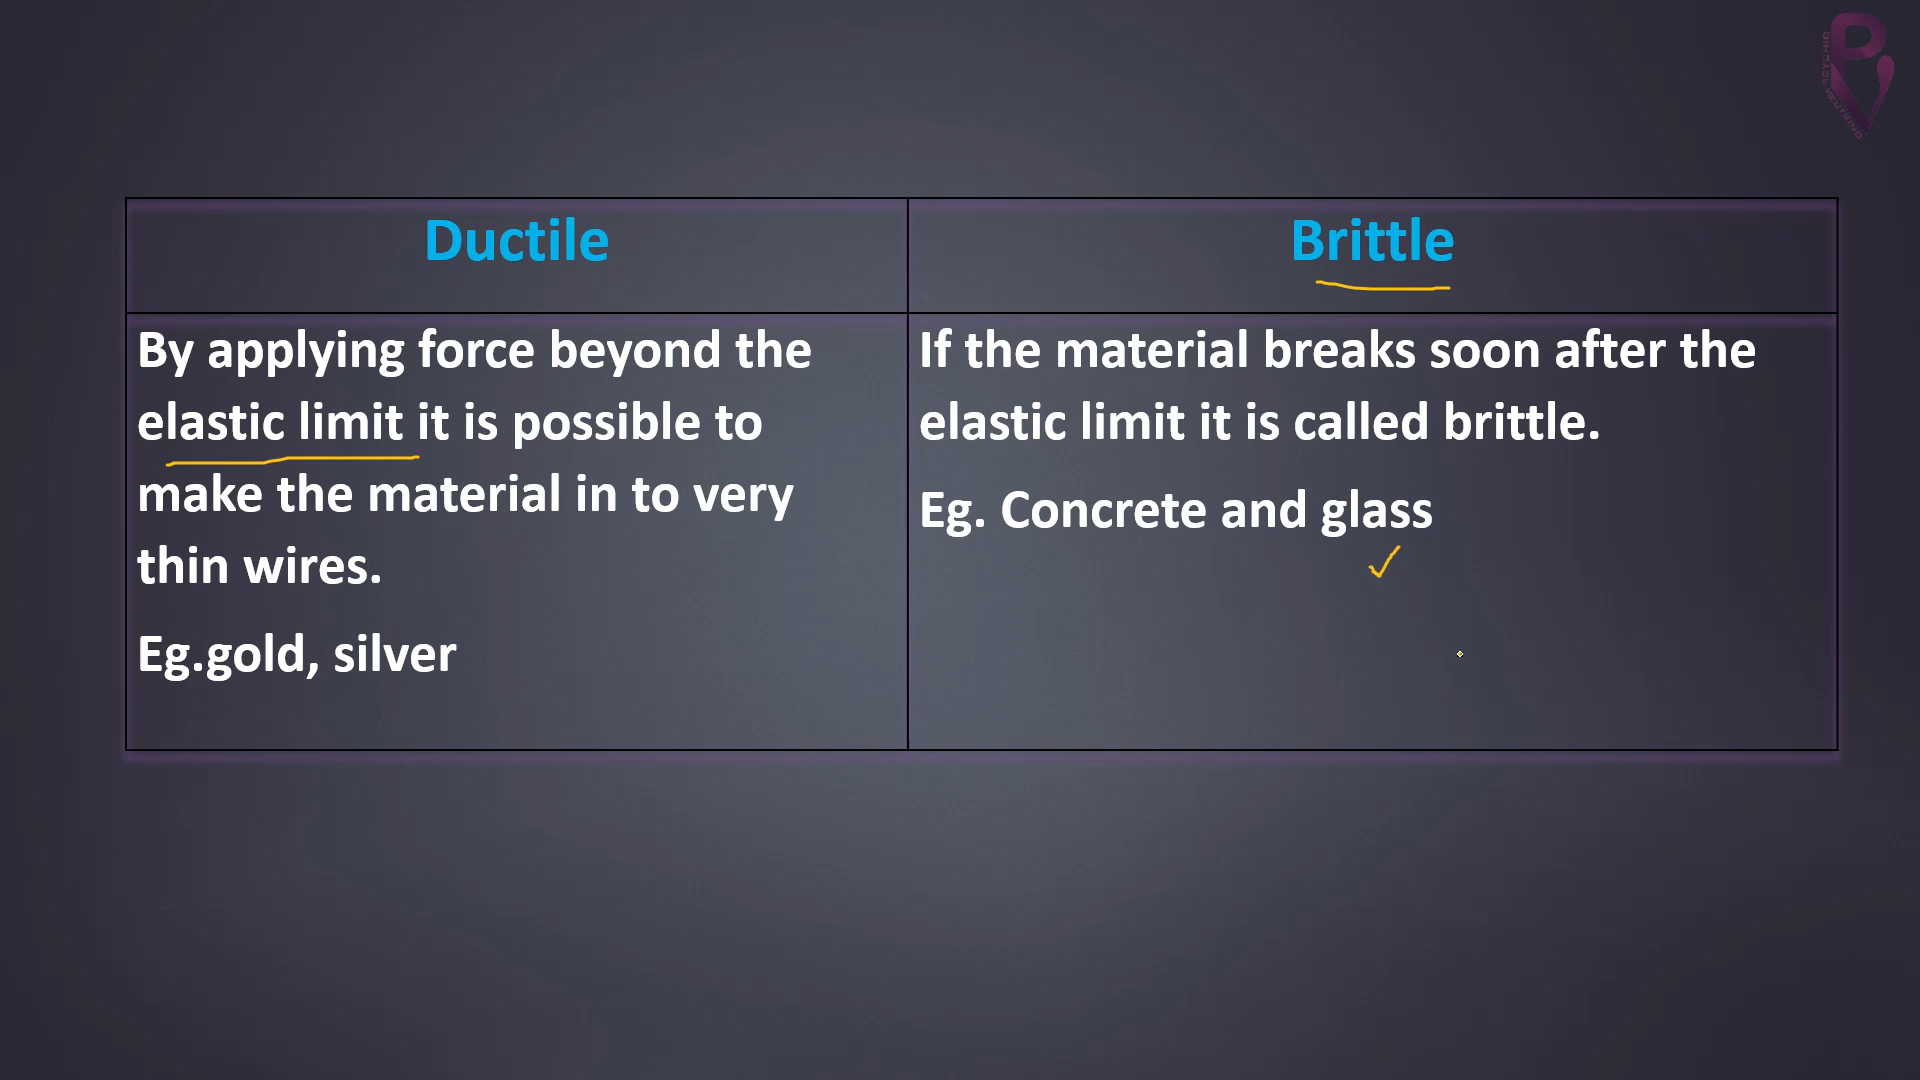 Ductile
Brittle
By applying force beyond the
elastic limit it is possible to
make the material in to very
thin wires.
Eg.gold, silver
If the material breaks soon after the
elastic limit it is called brittle.
Eg. Concrete and glass